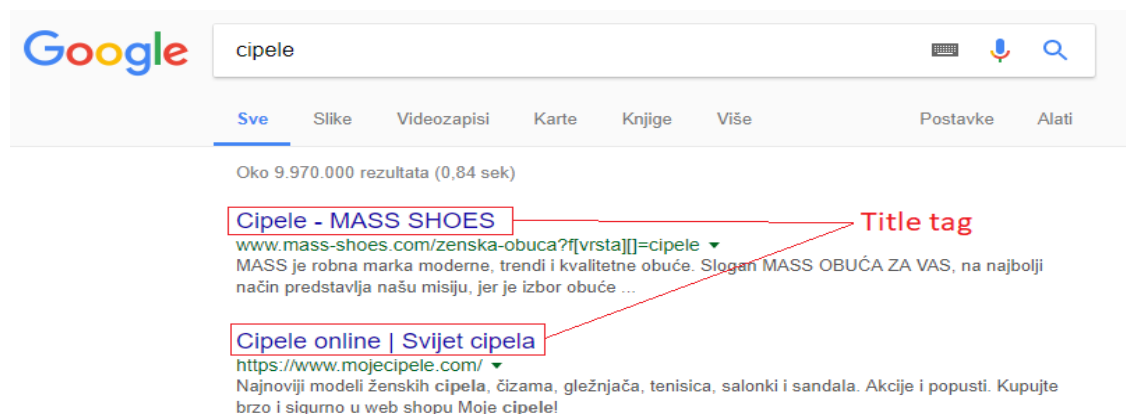 Google cipele
Sve Slike Videozapisi Karte Knjige Više Postavke Alati
Oko 9.970.000 rezultata (0,84 sek)
Cipele - MASS SHOES
Title tag
www.mass-shoes.com/zenska-obuca?f[vrsta][]=cipele
MASS je robna marka moderne, trendi i kvalitetne obuće. Slogan MASS OBUĆA ZA VAS, na najbolji
način predstavlja našu misiju, jer je izbor obuće ...
Cipele online | Svijet cipela
https://www.mojecipele.com/
Najnoviji modeli ženskih cipela, čizama, gležnjača, tenisica, salonki i sandala. Akcije i popusti. Kupujte
brzo i sigurno u web shopu Moje cipele!